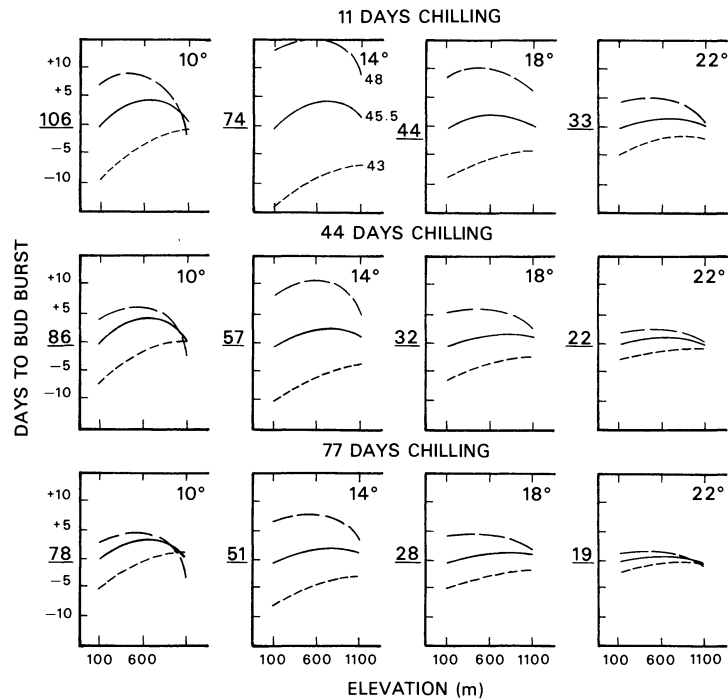 11 DAYS CHILLING
10° 14° 18° 22°
+10
+5
106 74 44 33
−5
−10
48
45.5
43
44 DAYS CHILLING
10° 14° 18° 22°
+10
+5
86 57 32 22
−5
−10
77 DAYS CHILLING
10° 14° 18° 22°
+10
+5
78 51 28 19
−5
−10
100 600 100 600 1100 100 600 1100 100 600 1100
DAYS TO BUD BURST
ELEVATION (m)